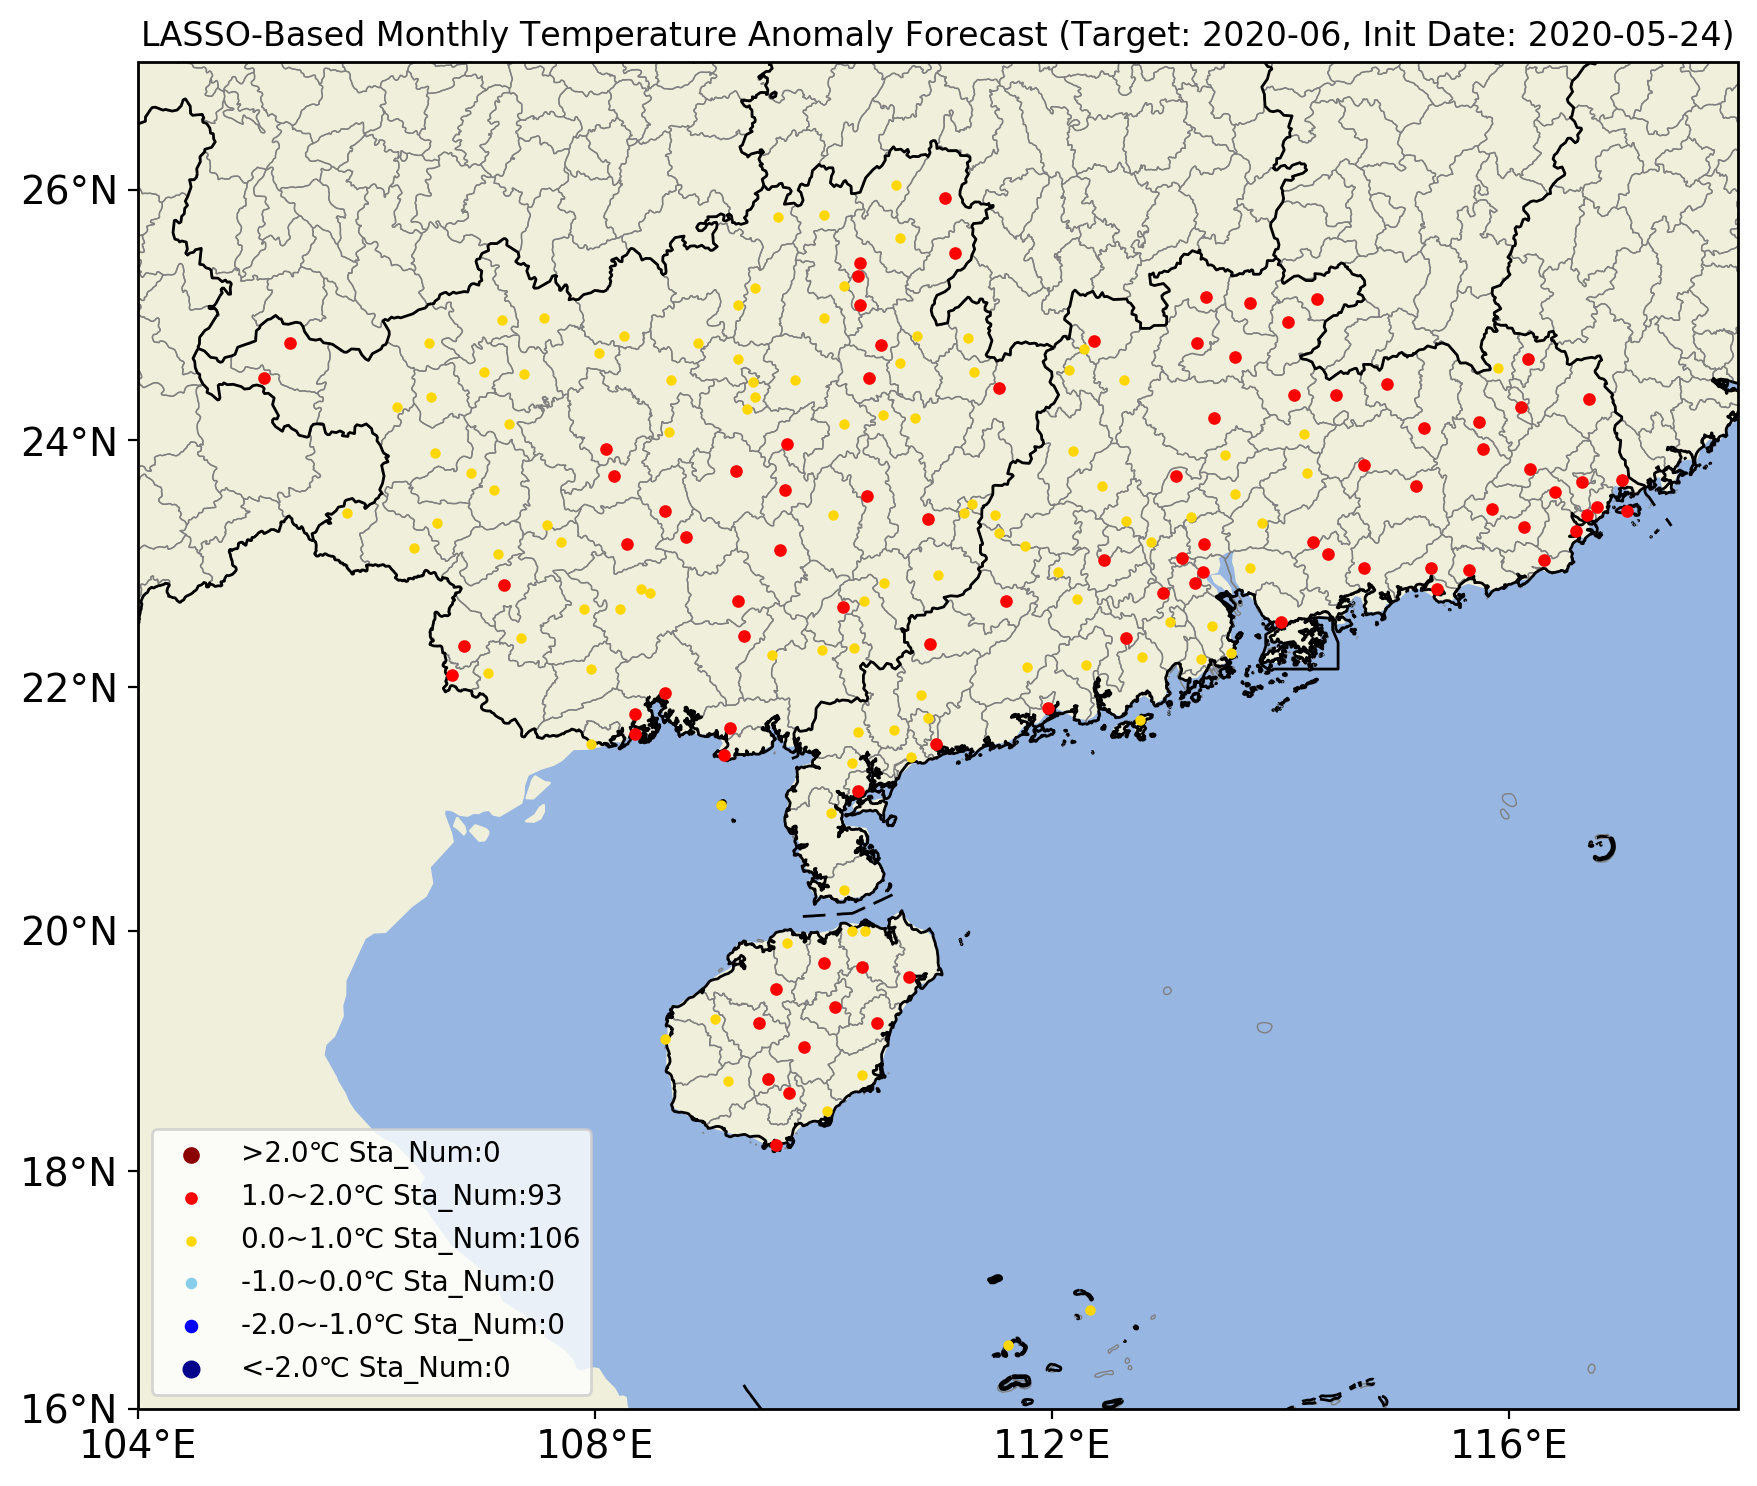 LASSO-Based Monthly Temperature Anomaly Forecast (Target: 2020-06, Init Date: 2020-05-24)
26°N
24°N
22°N
20°N
18°N
16°N
>2.0℃ Sta_Num:0
1.0~2.0℃ Sta_Num:93
0.0~1.0℃ Sta_Num:106
-1.0~0.0℃ Sta_Num:0
-2.0~-1.0℃ Sta_Num:0
<-2.0℃ Sta_Num:0
104°E
108°E
112°E
116°E